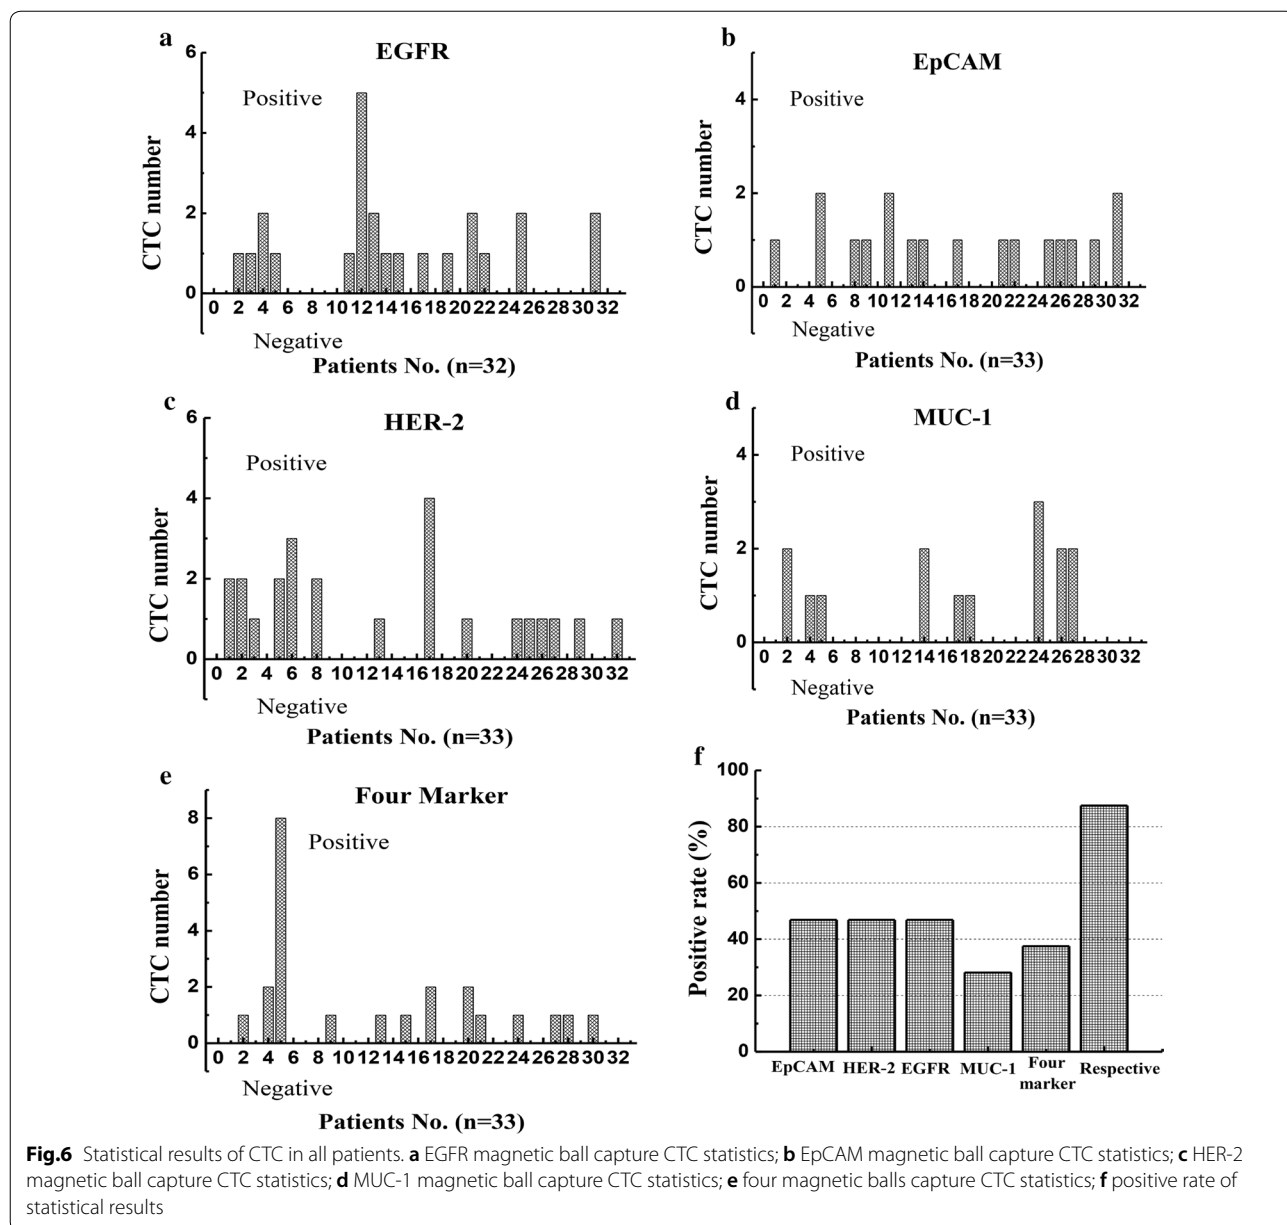 a
EGFR
6
4
2
0
CTC number
Positive
0 2 4 6 8 10 12 14 16 18 20 22 24 26 28 30 32
Negative
Patients No. (n=32)
b
EpCAM
4
2
0
CTC number
Positive
0 2 4 6 8 10 12 14 16 18 20 22 24 26 28 30 32
Negative
Patients No. (n=33)
c
HER-2
6
4
2
0
CTC number
Positive
0 2 4 6 8 10 12 14 16 18 20 22 24 26 28 30 32
Negative
Patients No. (n=33)
d
MUC-1
4
2
0
CTC number
Positive
0 2 4 6 8 10 12 14 16 18 20 22 24 26 28 30 32
Negative
Patients No. (n=33)
e
Four Marker
8
6
4
2
0
CTC number
Positive
0 2 4 6 8 10 12 14 16 18 20 22 24 26 28 30 32
Negative
Patients No. (n=33)
f
100
80
60
40
20
0
Positive rate (%)
EpCAM HER-2 EGFR MUC-1 Four marker Respective
Fig.6 Statistical results of CTC in all patients. a EGFR magnetic ball capture CTC statistics; b EpCAM magnetic ball capture CTC statistics; c HER-2
magnetic ball capture CTC statistics; d MUC-1 magnetic ball capture CTC statistics; e four magnetic balls capture CTC statistics; f positive rate of
statistical results